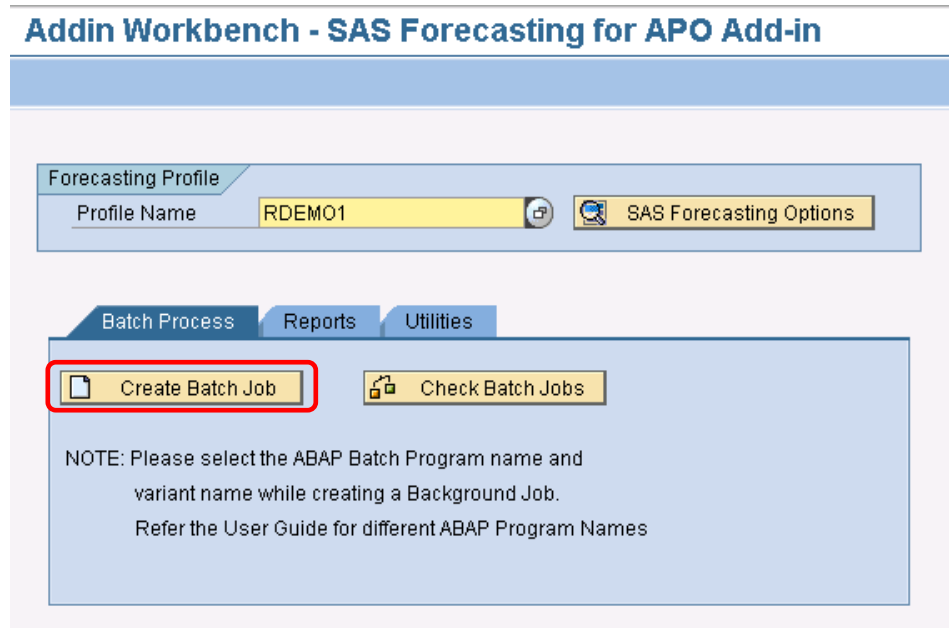 Addin Workbench - SAS Forecasting for APO Add-in
Forecasting Profile
Profile Name RDEMO1 SAS Forecasting Options
Batch Process Reports Utilities
Create Batch Job Check Batch Jobs
NOTE: Please select the ABAP Batch Program name and
variant name while creating a Background Job.
Refer the User Guide for different ABAP Program Names